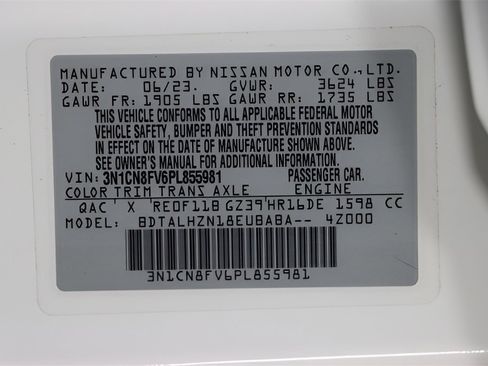 MANUFACTURED BY NISSAN MOTOR CO.,LTD.
DATE: 06/23. GVWR: 3624 LBS
GAWR FR: 1905 LBS GAWR RR: 1735 LBS
THIS VEHICLE CONFORMS TO ALL APPLICABLE FEDERAL MOTOR
VEHICLE SAFETY, BUMPER AND THEFT PREVENTION STANDARDS
IN EFFECT ON THE DATE OF MANUFACTURE SHOWN ABOVE.
SEE OWNER'S MANUAL FOR ADDITIONAL INFORMATION.
VIN: 3N1CN8FV6PL855981 PASSENGER CAR.
COLOR TRIM TRANS AXLE ENGINE
QAC' X 'RE0F11B GZ39'HR16DE 1598 CC
MODEL: BDTALHZN18EUBABA-- 4Z000
3N1CN8FV6PL855981